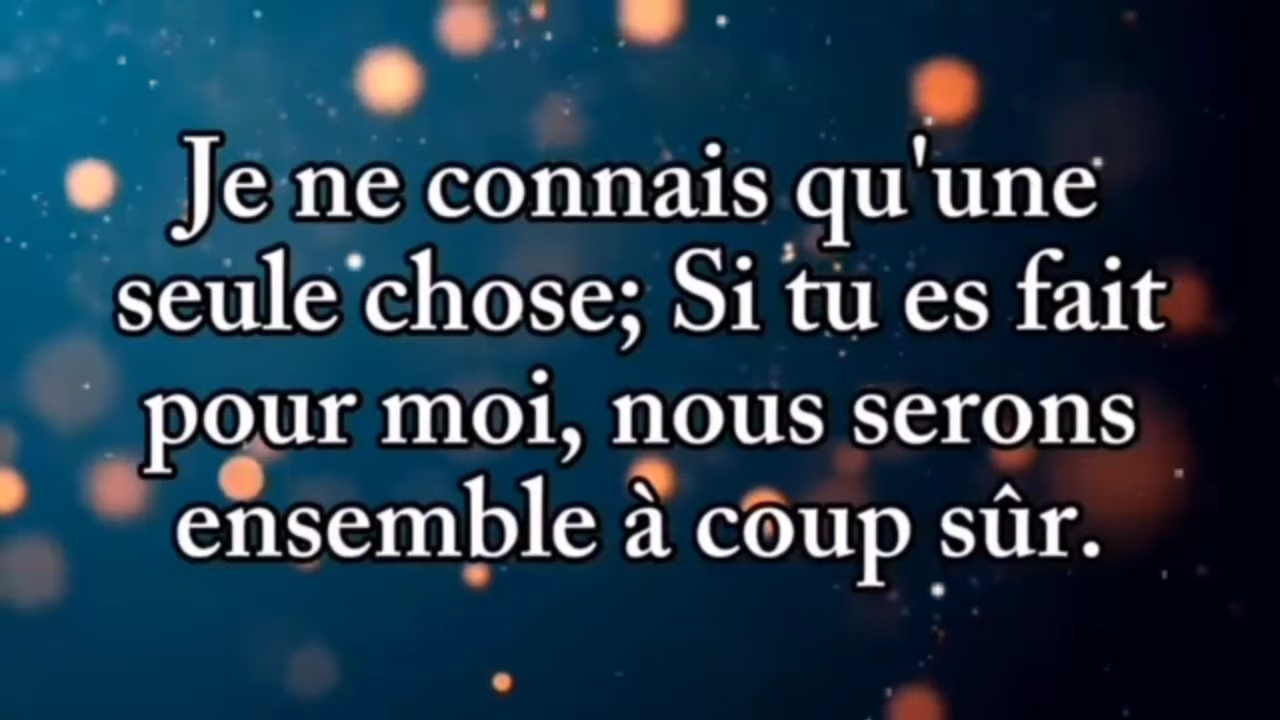 Je ne connais qu'une
seule chose; Si tu es fait
pour moi, nous serons
ensemble à coup sûr.